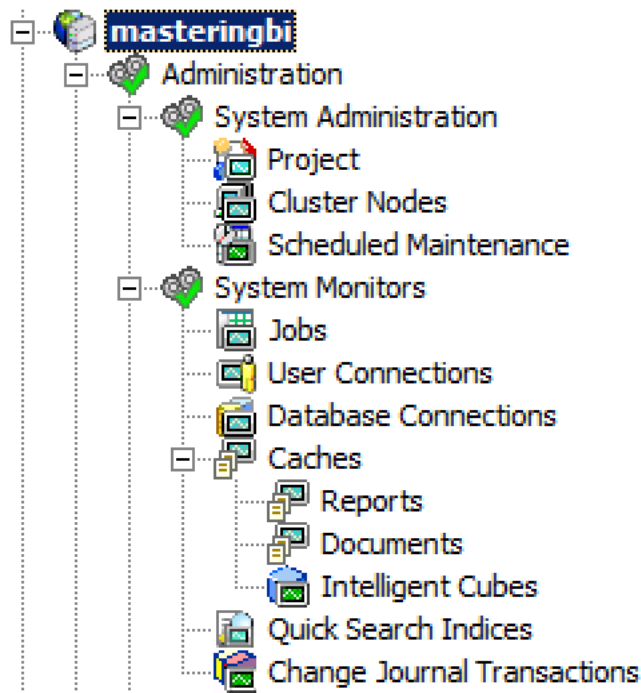 masteringbi
Administration
System Administration
Project
Cluster Nodes
Scheduled Maintenance
System Monitors
Jobs
User Connections
Database Connections
Caches
Reports
Documents
Intelligent Cubes
Quick Search Indices
Change Journal Transactions